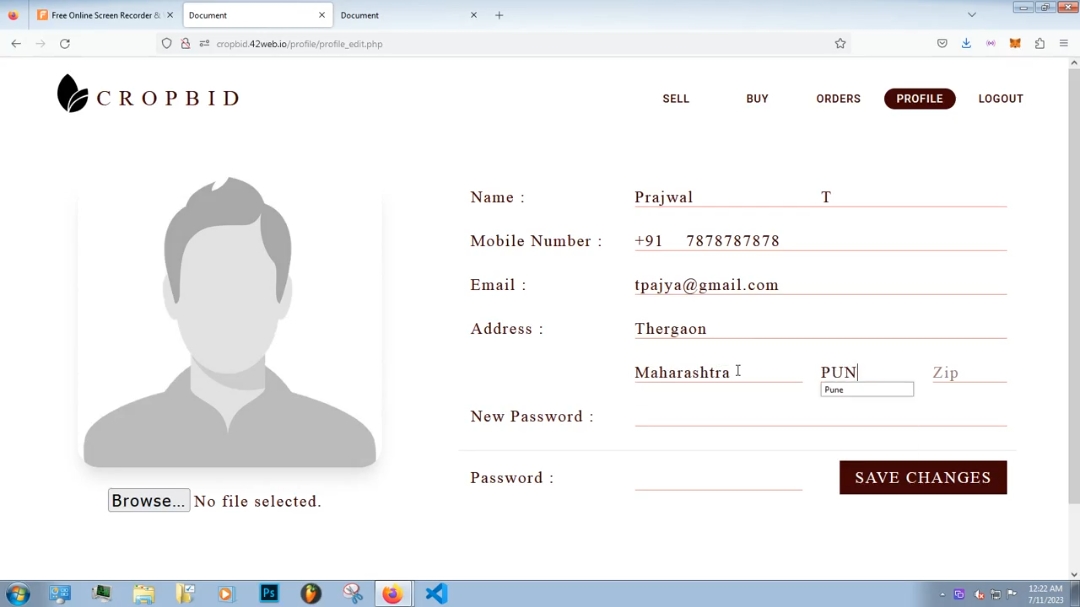 Free Online Screen Recorder &
Document
Document
cropbid.42web.io/profile/profile_edit.php
CROPBID
SELL
BUY
ORDERS
PROFILE
LOGOUT
Name :
Prajwal
T
Mobile Number :
+91
7878787878
Email :
tpajya@gmail.com
Address :
Thergaon
Maharashtra
PUN
Zip
Pune
New Password :
Password :
SAVE CHANGES
Browse...
No file selected.
Ps
12:22 AM
7/11/2023